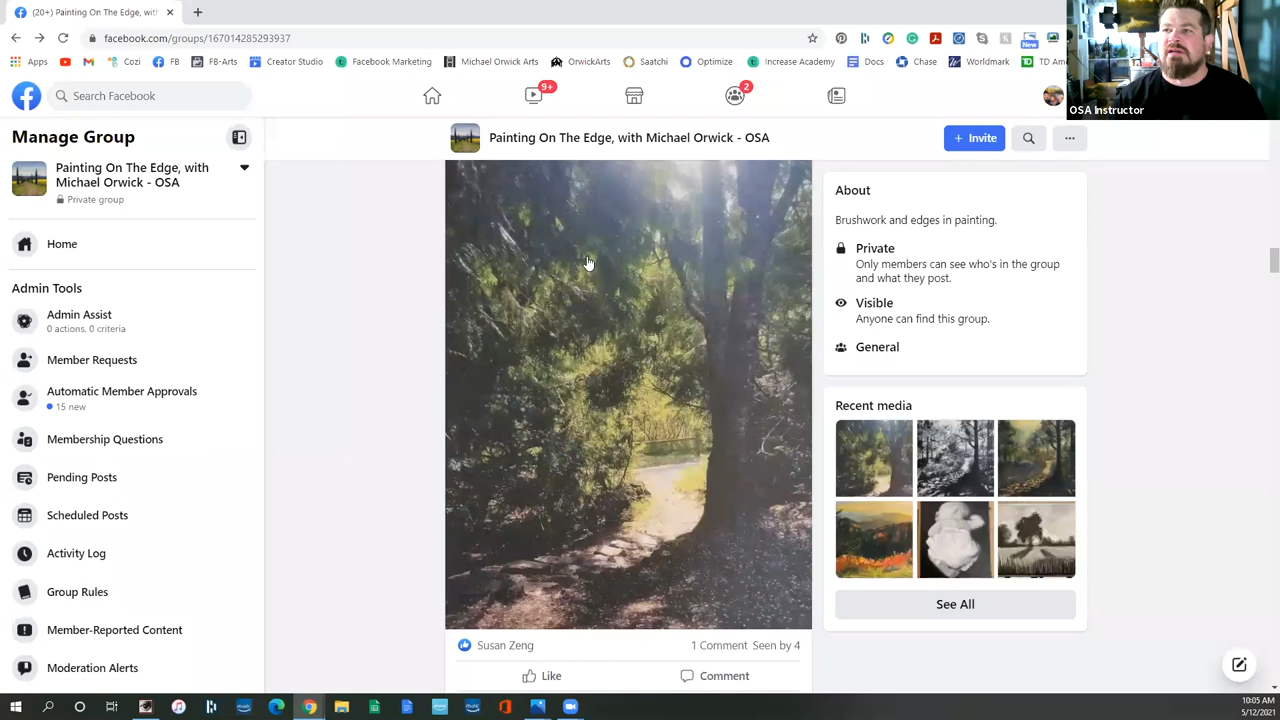 (20+) Painting On The Edge, with
facebook.com/groups/167014285293937
New
Apps
YouTube
Gmail
Cozi
FB
FB-Arts
Creator Studio
Facebook Marketing
Michael Orwick Arts
OrwickArts
Saatchi
Optimize
Increase Academy
Docs
Chase
Worldmark
TD Am
OSA Instructor
Search Facebook
9+
2
Manage Group
Painting On The Edge, with
Michael Orwick - OSA
Private group
Home
Admin Tools
Admin Assist
0 actions, 0 criteria
Member Requests
Automatic Member Approvals
15 new
Membership Questions
Pending Posts
Scheduled Posts
Activity Log
Group Rules
Member-Reported Content
Moderation Alerts
Painting On The Edge, with Michael Orwick - OSA
+ Invite
Susan Zeng
1 Comment Seen by 4
Like
Comment
About
Brushwork and edges in painting.
Private
Only members can see who's in the group
and what they post.
Visible
Anyone can find this group.
General
Recent media
See All
10:05 AM
5/12/2021